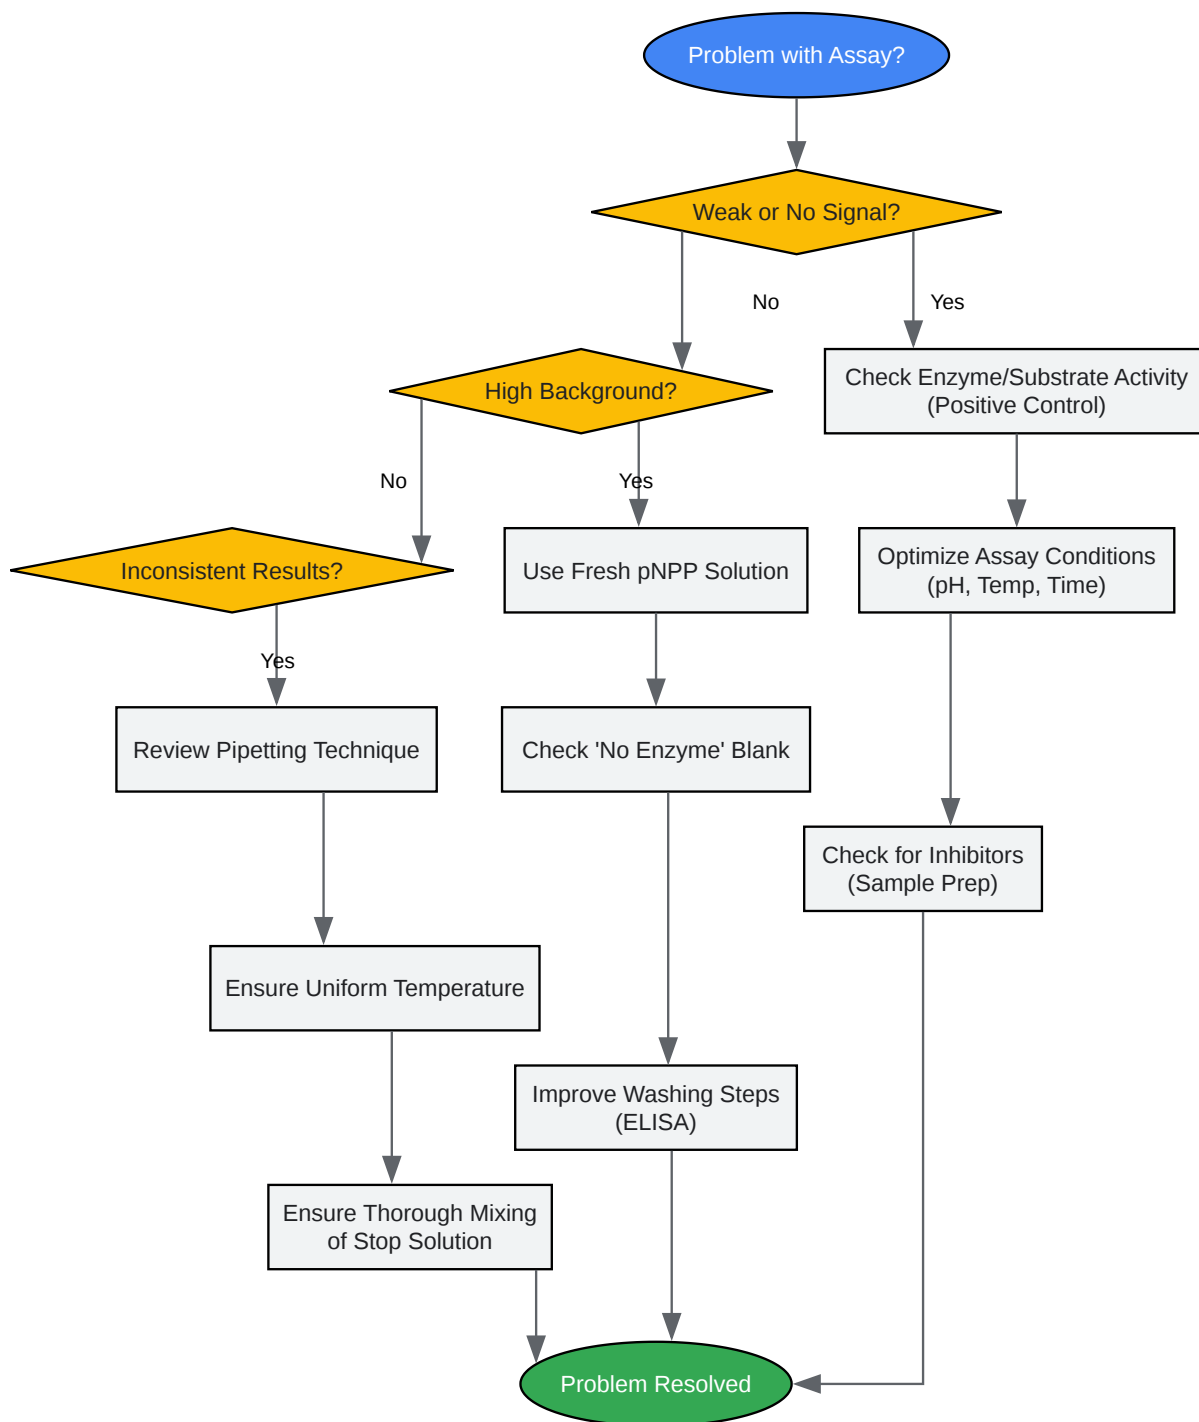 Problem with Assay?
Weak or No Signal?
No
Yes
High Background?
Check Enzyme/Substrate Activity
(Positive Control)
No
Yes
Inconsistent Results?
Use Fresh pNPP Solution
Optimize Assay Conditions
(pH, Temp, Time)
Yes
Review Pipetting Technique
Check 'No Enzyme' Blank
Check for Inhibitors
(Sample Prep)
Ensure Uniform Temperature
Improve Washing Steps
(ELISA)
Ensure Thorough Mixing
of Stop Solution
Problem Resolved